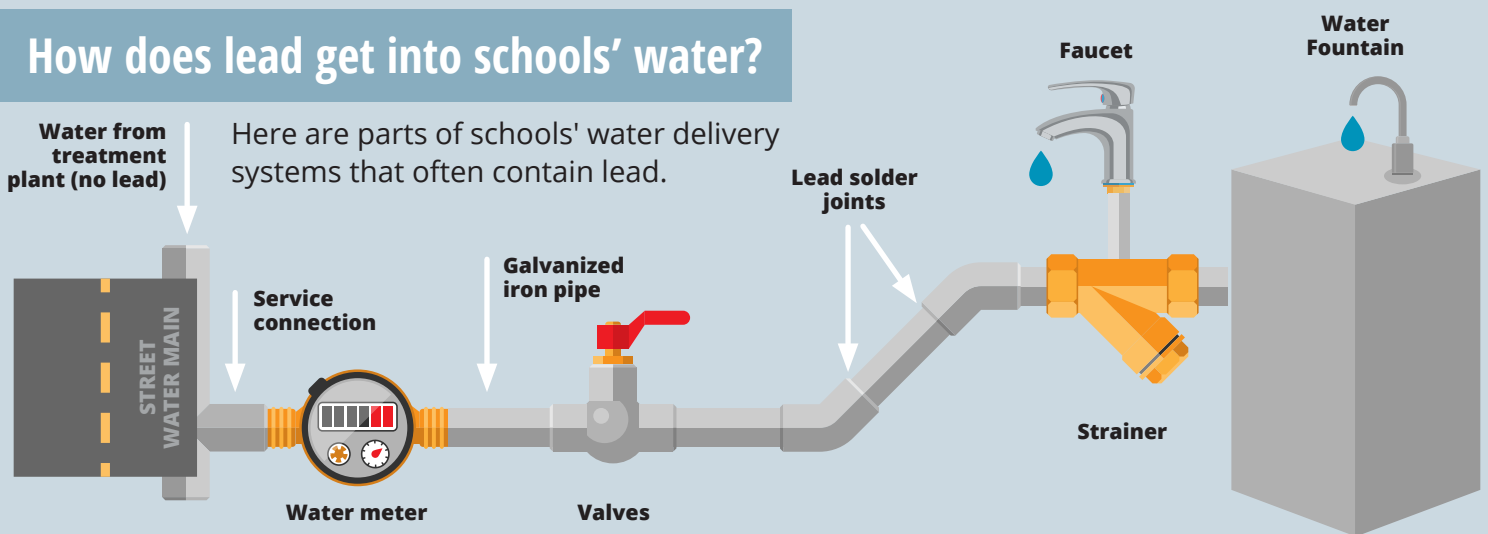 How does lead get into schools’ water?
Here are parts of schools' water delivery
systems that often contain lead.
Water from
treatment
plant (no lead)
STREET
WATER MAIN
Service
connection
Water meter
Galvanized
iron pipe
Valves
Lead solder
joints
Faucet
Strainer
Water
Fountain